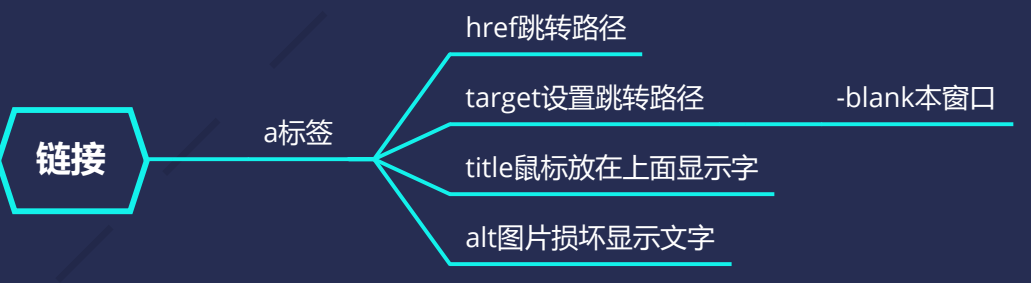 链接
a标签
href跳转路径
target设置跳转路径 -blank本窗口
title鼠标放在上面显示字
alt图片损坏显示文字